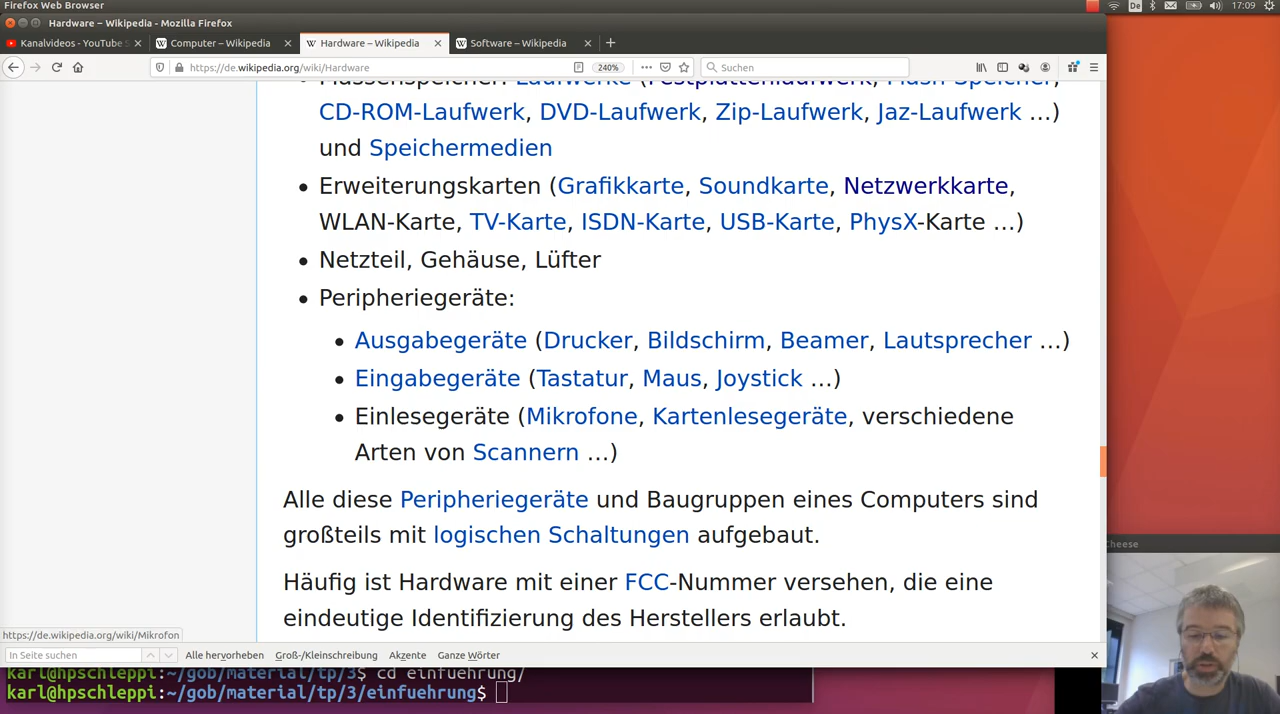 Firefox Web Browser
De
17:09
Hardware – Wikipedia - Mozilla Firefox
Kanalvideos - YouTube S
Computer – Wikipedia
Hardware – Wikipedia
Software – Wikipedia
https://de.wikipedia.org/wiki/Hardware
240%
Suchen
Massenspeicher: Laufwerke (Festplattenlaufwerk, Flash-Speicher,
CD-ROM-Laufwerk, DVD-Laufwerk, Zip-Laufwerk, Jaz-Laufwerk …)
und Speichermedien
• Erweiterungskarten (Grafikkarte, Soundkarte, Netzwerkkarte,
WLAN-Karte, TV-Karte, ISDN-Karte, USB-Karte, PhysX-Karte …)
• Netzteil, Gehäuse, Lüfter
• Peripheriegeräte:
• Ausgabegeräte (Drucker, Bildschirm, Beamer, Lautsprecher …)
• Eingabegeräte (Tastatur, Maus, Joystick …)
• Einlesegeräte (Mikrofone, Kartenlesegeräte, verschiedene
Arten von Scannern …)
Alle diese Peripheriegeräte und Baugruppen eines Computers sind
großteils mit logischen Schaltungen aufgebaut.
Cheese
Häufig ist Hardware mit einer FCC-Nummer versehen, die eine
eindeutige Identifizierung des Herstellers erlaubt.
https://de.wikipedia.org/wiki/Mikrofon
In Seite suchen
Alle hervorheben
Groß-/Kleinschreibung
Akzente
Ganze Wörter
karl@hpschleppi:~/gob/material/tp/3$ cd einfuehrung/
karl@hpschleppi:~/gob/material/tp/3/einfuehrung$